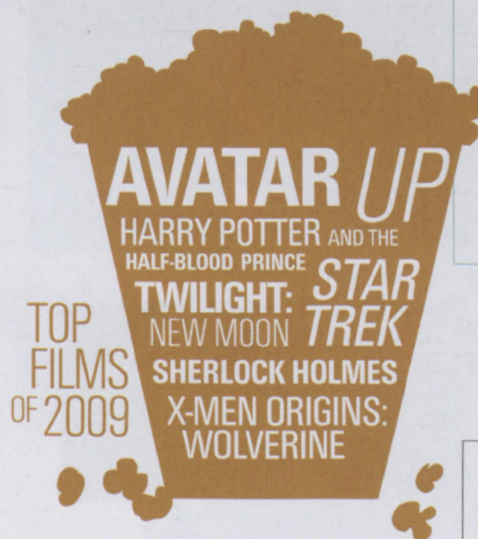 TOP
FILMS
OF 2009
AVATAR UP
HARRY POTTER AND THE
HALF-BLOOD PRINCE
STAR
TREK
TWILIGHT:
NEW MOON
SHERLOCK HOLMES
X-MEN ORIGINS:
WOLVERINE